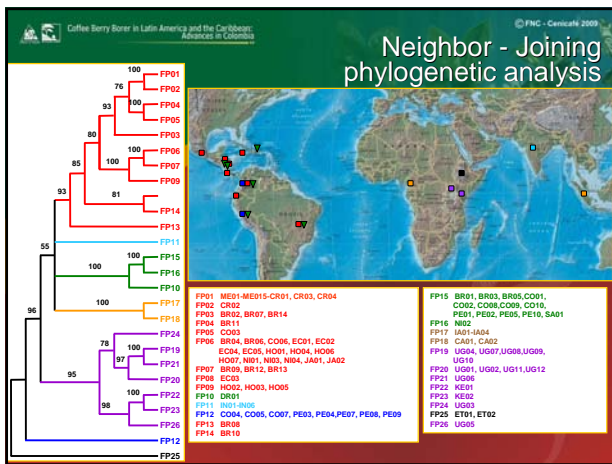 Coffee Berry Borer in Latin America and the Caribbean:
Advances in Colombia
© FNC - Cenicafé 2009
Neighbor - Joining
phylogenetic analysis
100 FP01
76 FP02
93 100 FP04
FP05
80 FP03
85 FP06
100 100 FP07
FP09
93 81
FP14
FP13
55 FP11
100 FP15
100 FP16
FP10
96 100 FP17
FP18
FP24
78 100 FP19
97 FP21
95 FP20
100 FP22
98 FP23
FP26
FP12
FP25
BRAZIL
FP01 ME01-ME015-CR01, CR03, CR04
FP02 CR02
FP03 BR02, BR07, BR14
FP04 BR11
FP05 CO03
FP06 BR04, BR06, CO06, EC01, EC02
EC04, EC05, HO01, HO04, HO06
HO07, NI01, NI03, NI04, JA01, JA02
FP07 BR09, BR12, BR13
FP08 EC03
FP09 HO02, HO03, HO05
FP10 DR01
FP11 IN01-IN06
FP12 CO04, CO05, CO07, PE03, PE04,PE07, PE08, PE09
FP13 BR08
FP14 BR10
FP15 BR01, BR03, BR05,CO01,
CO02, CO08, CO09, CO10,
PE01, PE02, PE05, PE10, SA01
FP16 NI02
FP17 IA01-IA04
FP18 CA01, CA02
FP19 UG04, UG07,UG08, UG09,
UG10
FP20 UG01, UG02, UG11,UG12
FP21 UG06
FP22 KE01
FP23 KE02
FP24 UG03
FP25 ET01, ET02
FP26 UG05